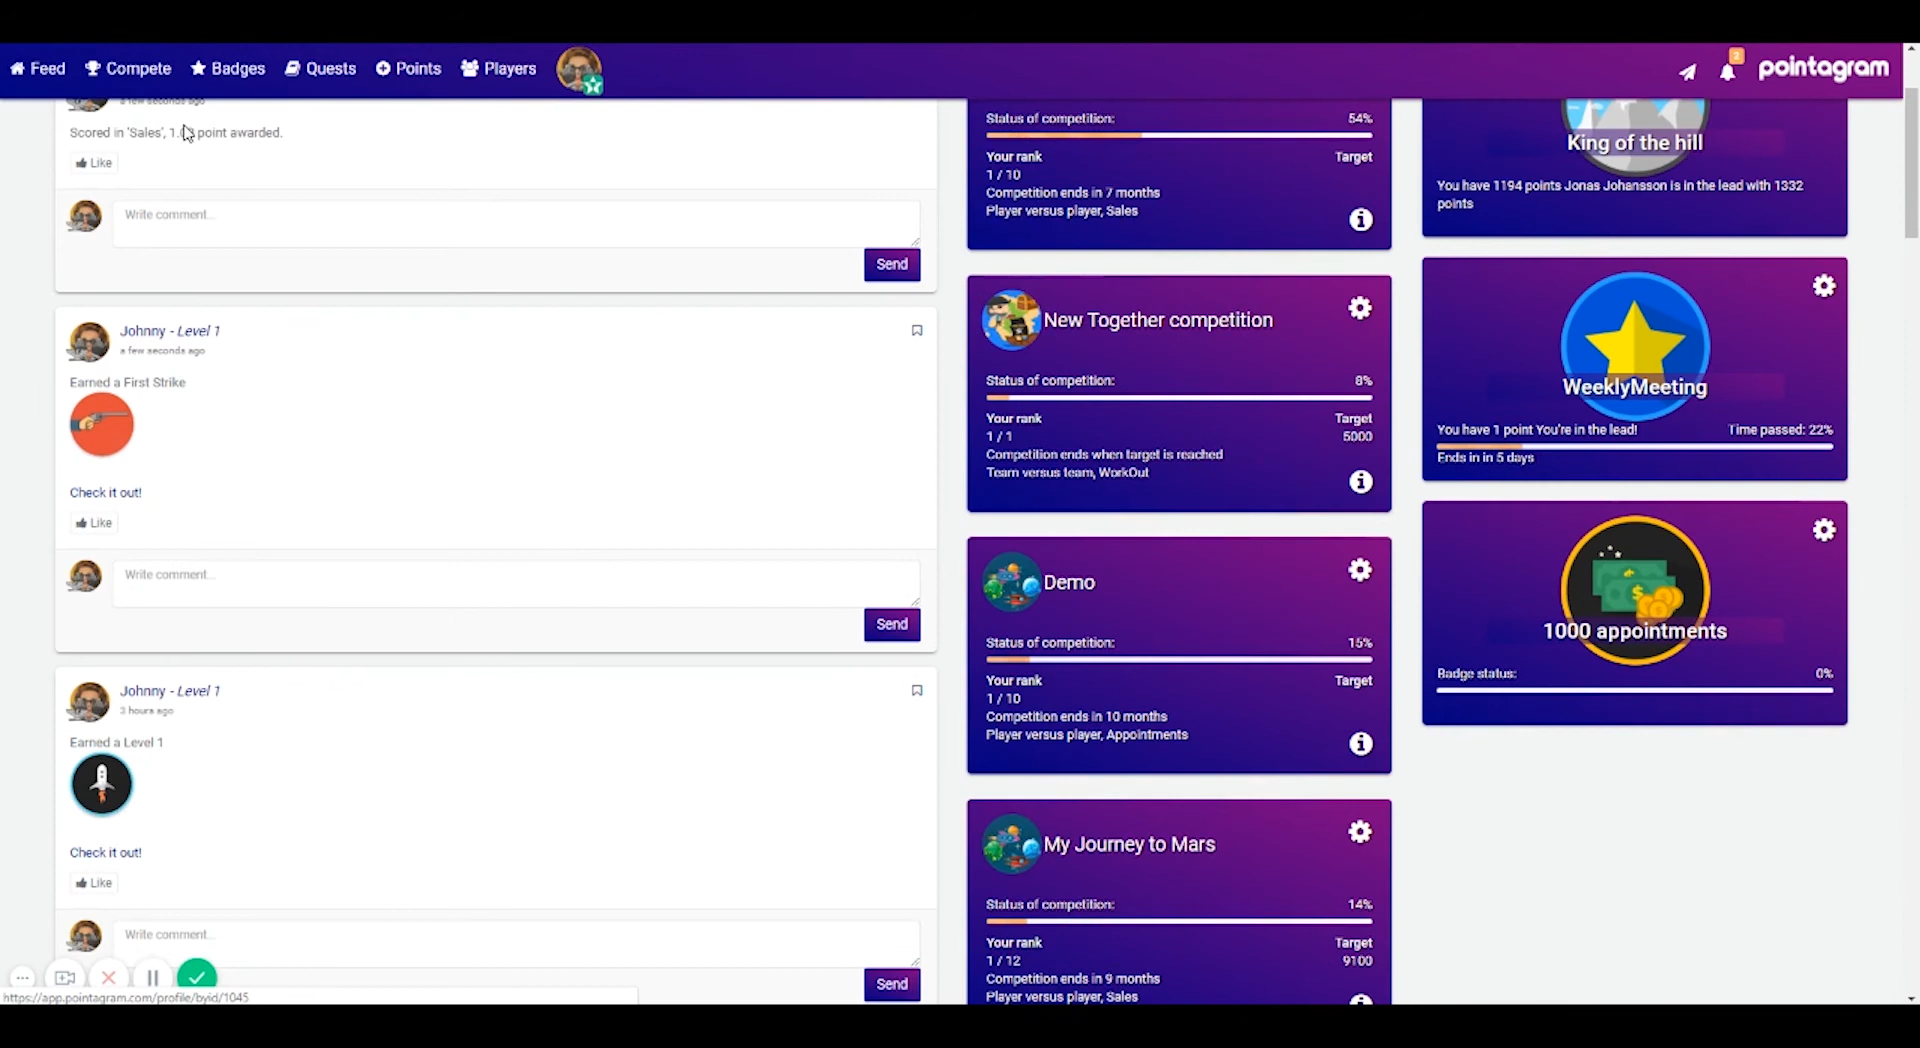 Feed Compete Badges Quests Points Players
2
pointagram
a few seconds ago
Scored in 'Sales', point awarded.
Like
Write comment...
Send
Johnny - Level 1
a few seconds ago
Earned a First Strike
Check it out!
Like
Write comment...
Send
Johnny - Level 1
3 hours ago
Earned a Level 1
Check it out!
Like
Write comment...
Send
https://app.pointagram.com/profile/byid/1045
Status of competition: 54%
Your rank Target
1 / 10
Competition ends in 7 months
Player versus player, Sales
New Together competition
Status of competition: 8%
Your rank Target
1 / 1 5000
Competition ends when target is reached
Team versus team, WorkOut
Demo
Status of competition: 15%
Your rank Target
1 / 10
Competition ends in 10 months
Player versus player, Appointments
My Journey to Mars
Status of competition: 14%
Your rank Target
1 / 12 9100
Competition ends in 9 months
Player versus player, Sales
King of the hill
You have 1194 points Jonas Johansson is in the lead with 1332
points
WeeklyMeeting
You have 1 point You're in the lead! Time passed: 22%
Ends in in 5 days
1000 appointments
Badge status: 0%